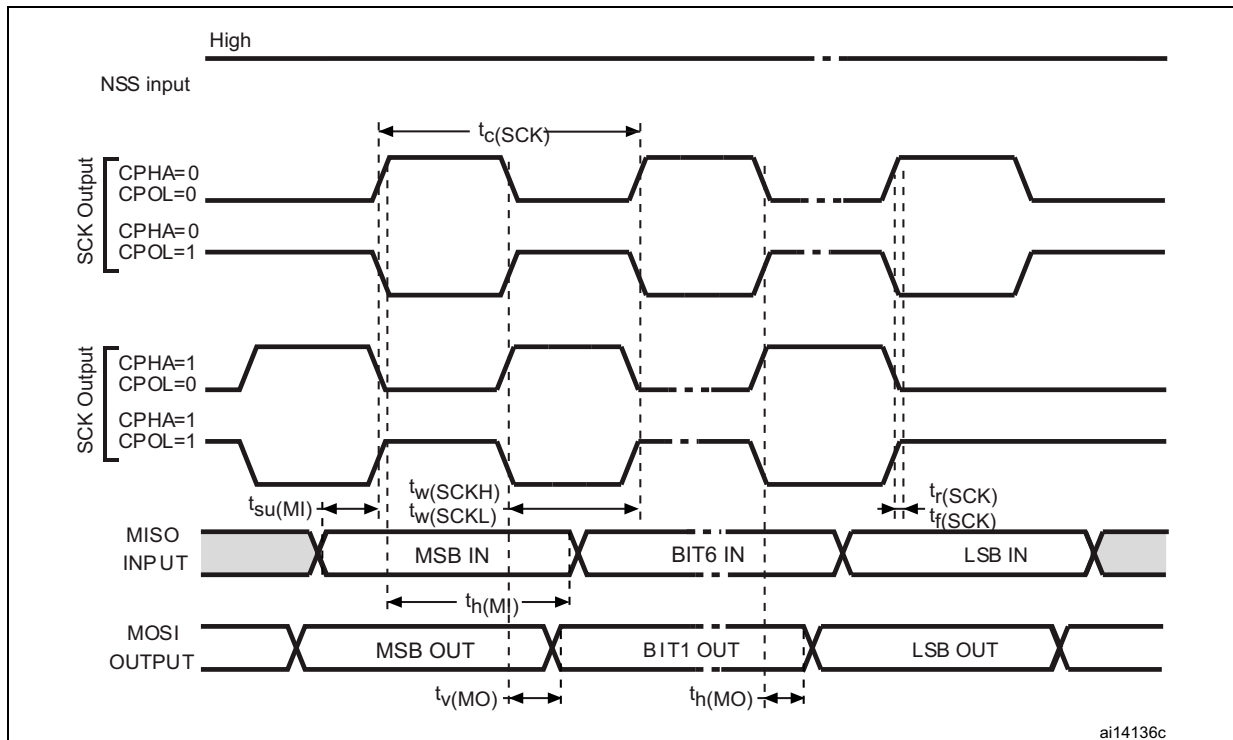 High
NSS input
tc(SCK)
SCK Output
CPHA=0
CPOL=0
CPHA=0
CPOL=1
SCK Output
CPHA=1
CPOL=0
CPHA=1
CPOL=1
tsu(MI)
tw(SCKH)
tw(SCKL)
tr(SCK)
tf(SCK)
MISO
INPUT
MSB IN
BIT6 IN
LSB IN
th(MI)
MOSI
OUTPUT
MSB OUT
BIT1 OUT
LSB OUT
tv(MO)
th(MO)
ai14136c